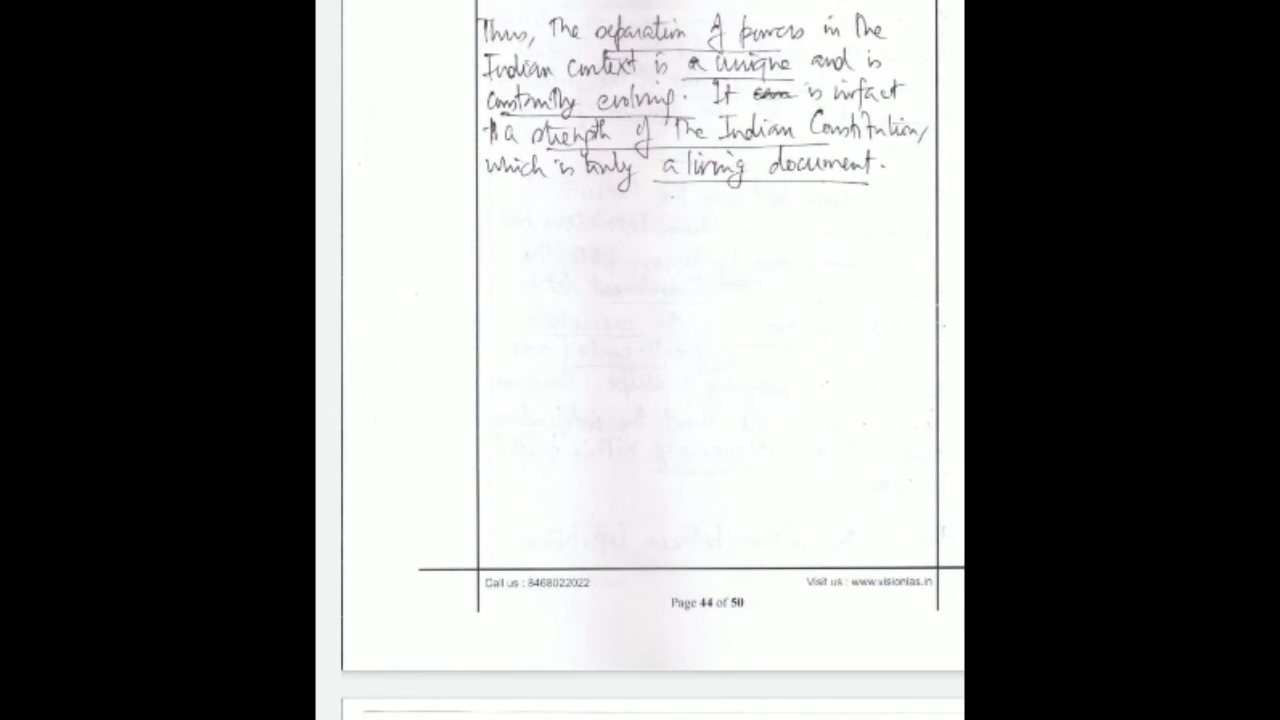 Thus, the separation of powers in the
Indian context is a unique and is
constantly evolving. It is infact
a strength of the Indian Constitution,
which is truly a living document.
Call us : 8468022022
Visit us : www.visionias.in
Page 44 of 50